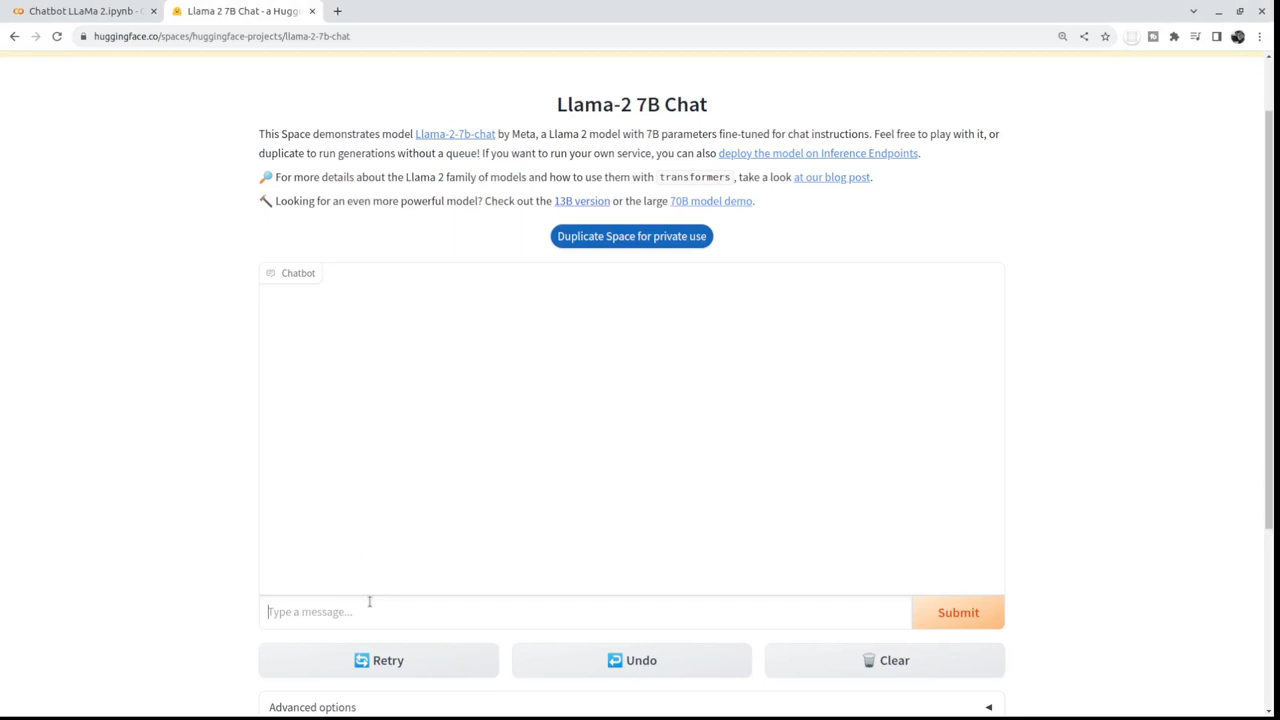 Chatbot LLaMa 2.ipynb -
Llama 2 7B Chat - a Hugg
huggingface.co/spaces/huggingface-projects/llama-2-7b-chat
Llama-2 7B Chat
This Space demonstrates model Llama-2-7b-chat by Meta, a Llama 2 model with 7B parameters fine-tuned for chat instructions. Feel free to play with it, or
duplicate to run generations without a queue! If you want to run your own service, you can also deploy the model on Inference Endpoints.
🔎 For more details about the Llama 2 family of models and how to use them with transformers, take a look at our blog post.
🔨 Looking for an even more powerful model? Check out the 13B version or the large 70B model demo.
Duplicate Space for private use
Chatbot
Type a message...
Submit
Retry
Undo
Clear
Advanced options